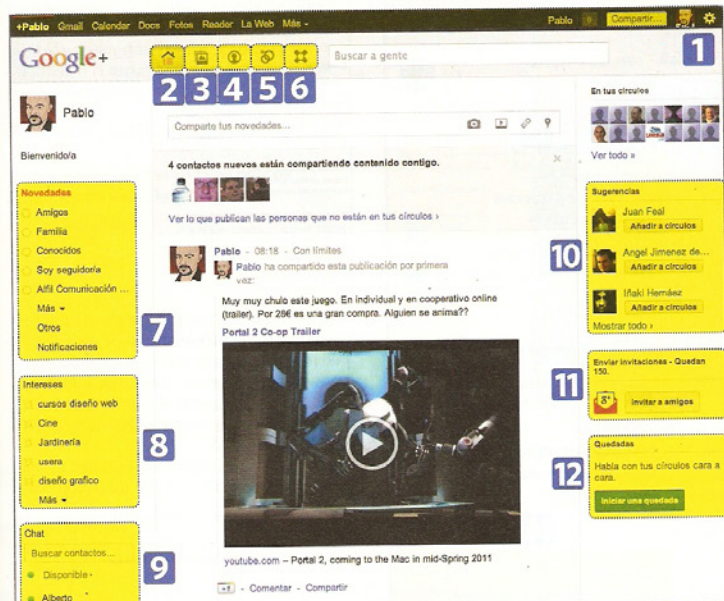 +Pablo Gmail Calendar Docs Fotos Reader La Web Más
Pablo Compartir...
1
Google+
Buscar a gente
2 3 4 5 6
Pablo
Bienvenido/a
Novedades
Amigos
Familia
Conocidos
Soy seguidor/a
Alfil Comunicación ...
Más
Otros
Notificaciones
7
Intereses
cursos diseño web
Cine
Jardinería
usera
diseño grafico
Más
8
Chat
Buscar contactos...
Disponible
Alberto
9
Comparte tus novedades...
4 contactos nuevos están compartiendo contenido contigo.
Ver lo que publican las personas que no están en tus círculos ›
Pablo - 08:18 - Con límites
Pablo ha compartido esta publicación por primera
vez:
Muy muy chulo este juego. En individual y en cooperativo online
(trailer). Por 28€ es una gran compra. Alguien se anima??
Portal 2 Co-op Trailer
youtube.com – Portal 2, coming to the Mac in mid-Spring 2011
+1 - Comentar - Compartir
En tus círculos
Ver todo »
Sugerencias
Juan Feal
Añadir a círculos
Angel Jimenez de...
Añadir a círculos
Iñaki Hernáez
Añadir a círculos
Mostrar todo ›
10
Enviar invitaciones - Quedan
150.
Invitar a amigos
11
Quedadas
Habla con tus círculos cara a
cara.
Iniciar una quedada
12